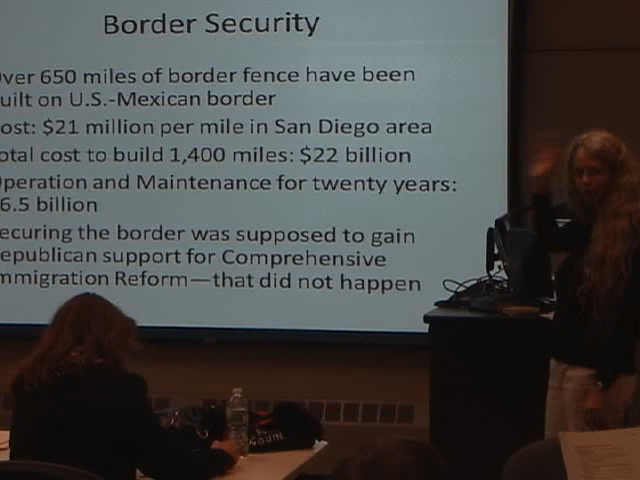 Border Security
ver 650 miles of border fence have been
uilt on U.S.-Mexican border
ost: $21 million per mile in San Diego area
otal cost to build 1,400 miles: $22 billion
peration and Maintenance for twenty years:
6.5 billion
ecuring the border was supposed to gain
epublican support for Comprehensive
mmigration Reform—that did not happen